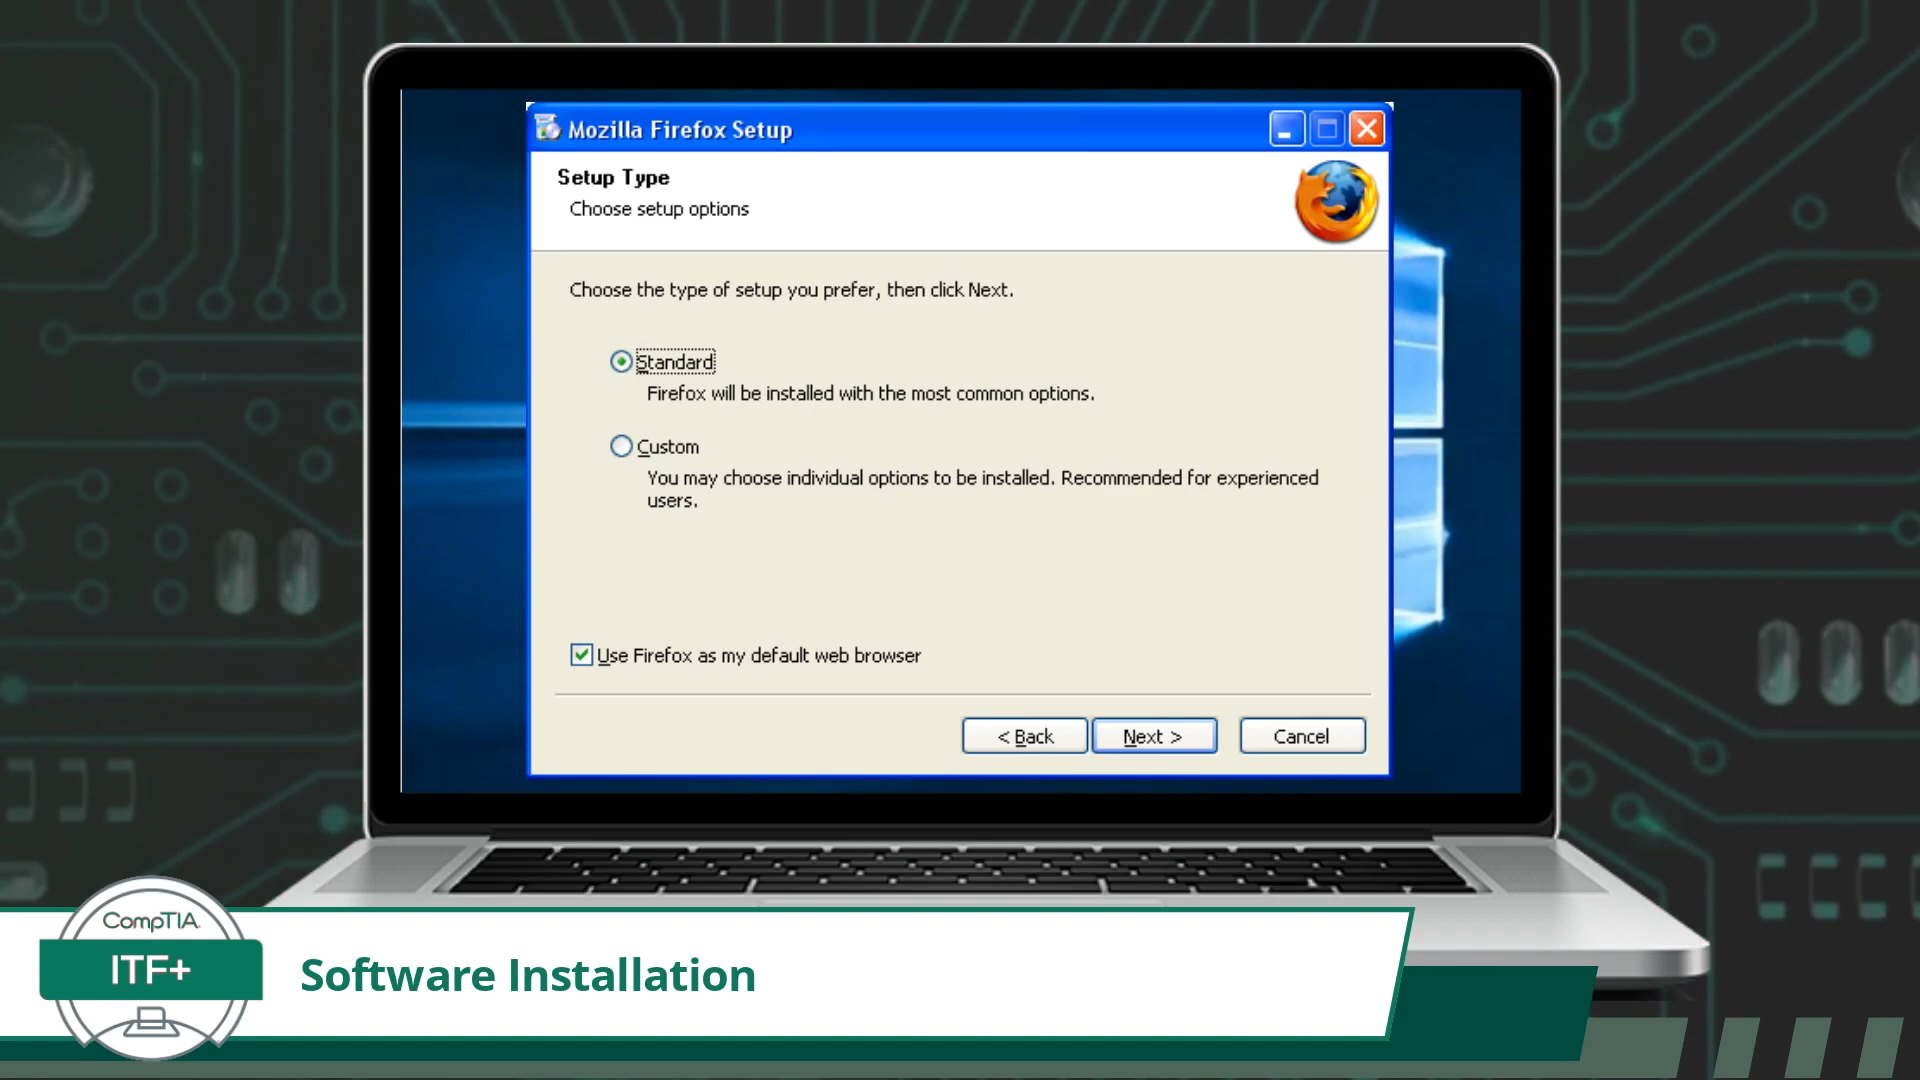 Mozilla Firefox Setup
Setup Type
Choose setup options
Choose the type of setup you prefer, then click Next.
Standard
Firefox will be installed with the most common options.
Custom
You may choose individual options to be installed. Recommended for experienced
users.
Use Firefox as my default web browser
< Back
Next >
Cancel
CompTIA
ITF+
Software Installation